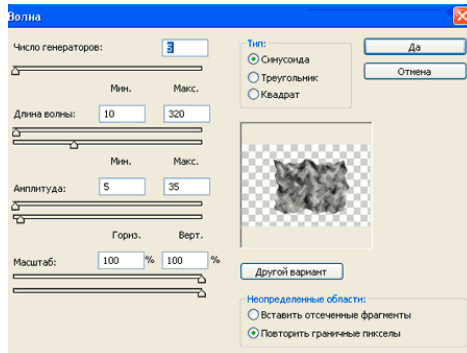 Волна
Число генераторов: 5
Мин. Макс.
Длина волны: 10 320
Мин. Макс.
Амплитуда: 5 35
Гориз. Верт.
Масштаб: 100 % 100 %
Тип:
Синусоида
Треугольник
Квадрат
Да
Отмена
Другой вариант
Неопределенные области:
Вставить отсеченные фрагменты
Повторить граничные пикселы